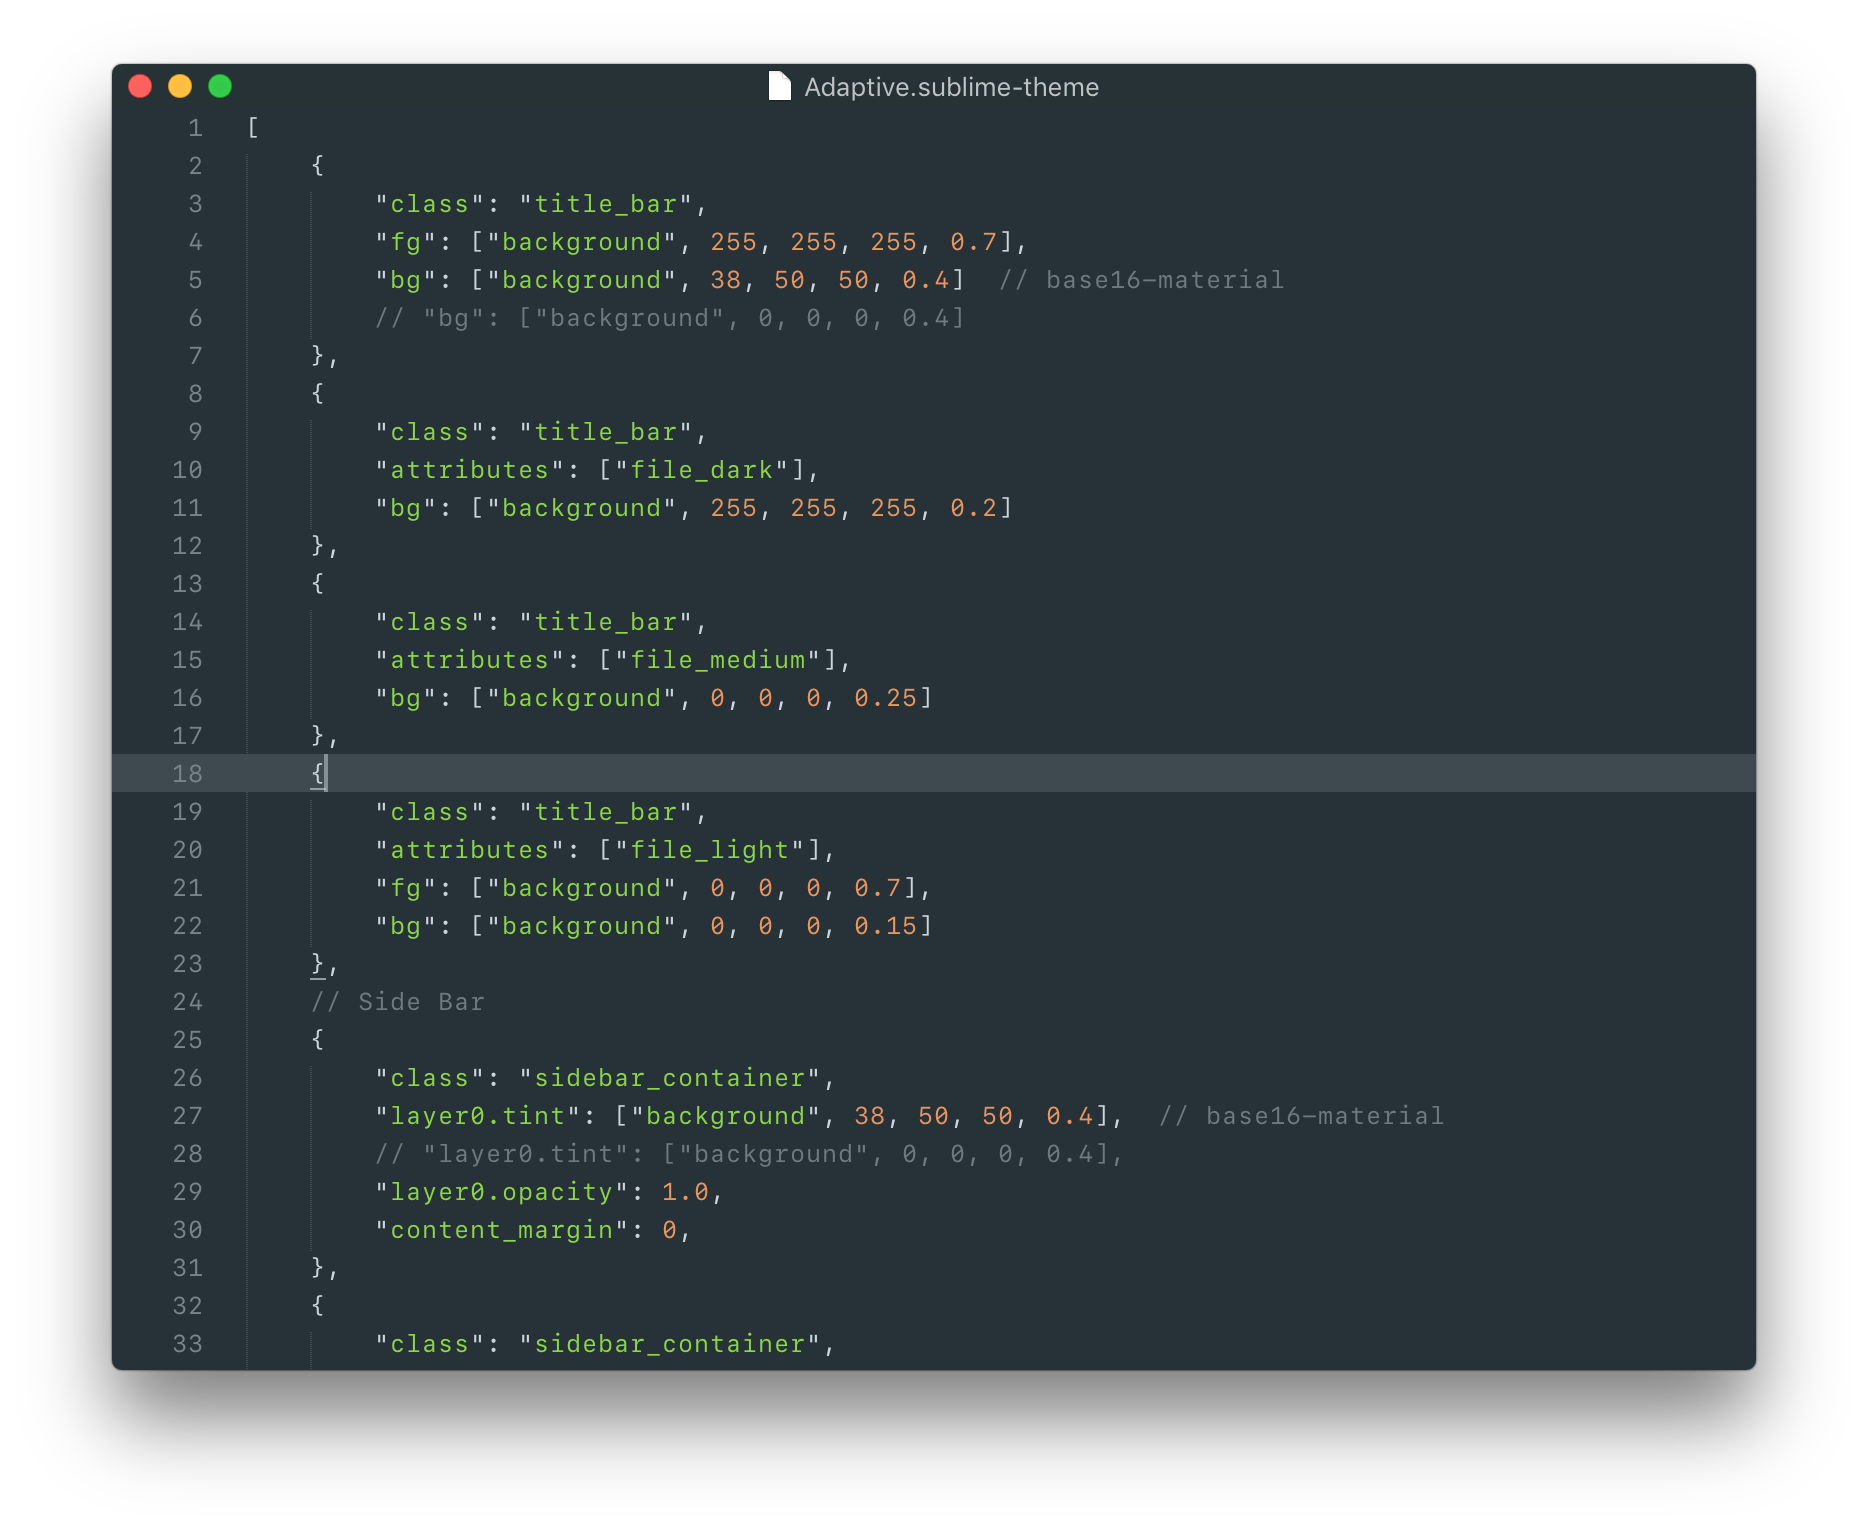 Adaptive.sublime-theme
1 [
2     {
3         "class": "title_bar",
4         "fg": ["background", 255, 255, 255, 0.7],
5         "bg": ["background", 38, 50, 50, 0.4]  // base16-material
6         // "bg": ["background", 0, 0, 0, 0.4]
7     },
8     {
9         "class": "title_bar",
10         "attributes": ["file_dark"],
11         "bg": ["background", 255, 255, 255, 0.2]
12     },
13     {
14         "class": "title_bar",
15         "attributes": ["file_medium"],
16         "bg": ["background", 0, 0, 0, 0.25]
17     },
18     {
19         "class": "title_bar",
20         "attributes": ["file_light"],
21         "fg": ["background", 0, 0, 0, 0.7],
22         "bg": ["background", 0, 0, 0, 0.15]
23     },
24     // Side Bar
25     {
26         "class": "sidebar_container",
27         "layer0.tint": ["background", 38, 50, 50, 0.4],  // base16-material
28         // "layer0.tint": ["background", 0, 0, 0, 0.4],
29         "layer0.opacity": 1.0,
30         "content_margin": 0,
31     },
32     {
33         "class": "sidebar_container",